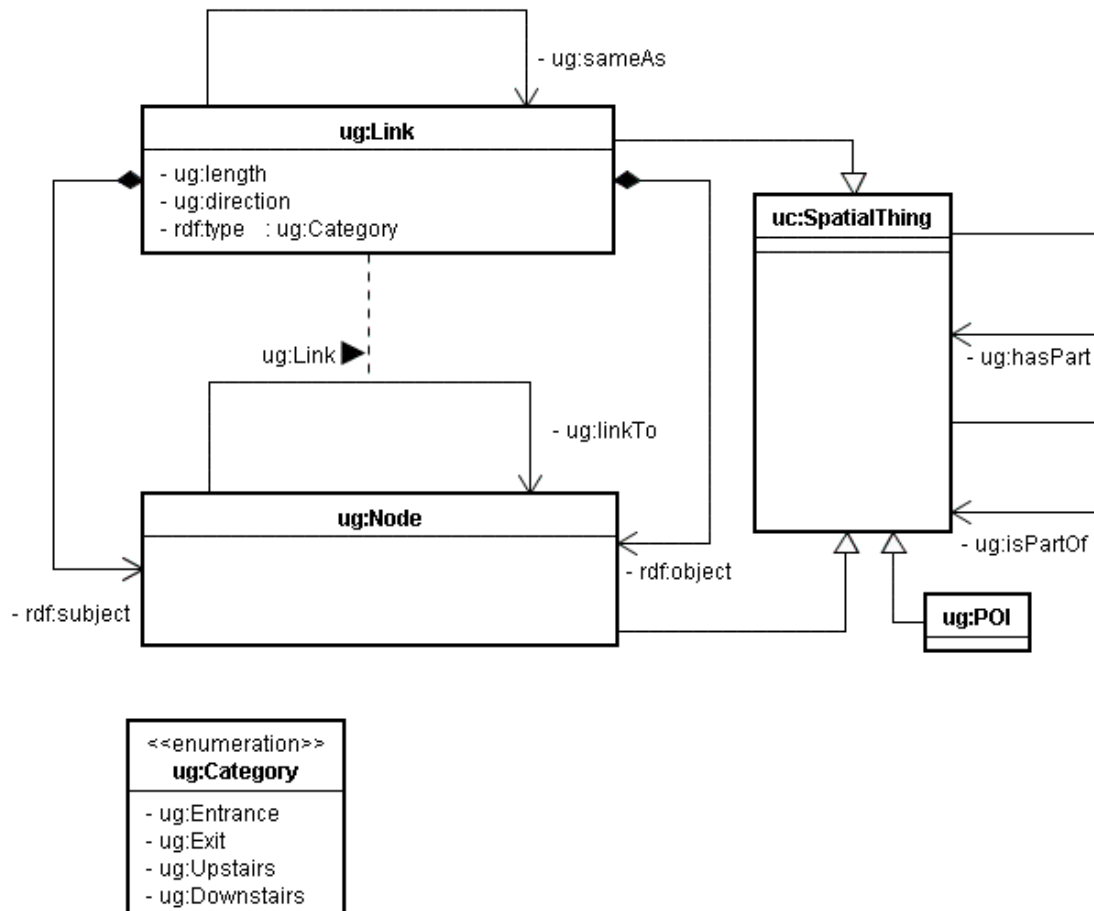 - ug:sameAs
ug:Link
- ug:length
- ug:direction
- rdf:type : ug:Category
uc:SpatialThing
ug:Link
- ug:hasPart
- ug:linkTo
ug:Node
- ug:isPartOf
- rdf:object
- rdf:subject
ug:POI
<<enumeration>>
ug:Category
- ug:Entrance
- ug:Exit
- ug:Upstairs
- ug:Downstairs